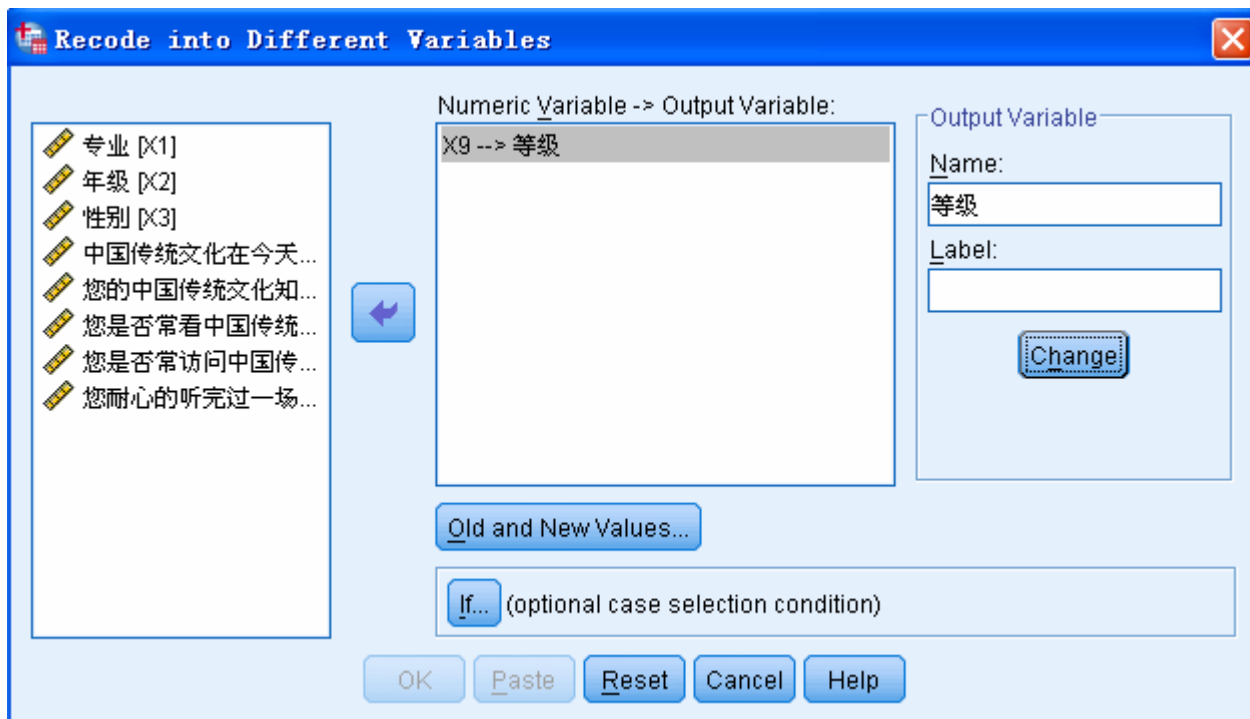 Recode into Different Variables
Numeric Variable -> Output Variable:
专业 [X1]
年级 [X2]
性别 [X3]
中国传统文化在今天...
您的中国传统文化知...
您是否常看中国传统...
您是否常访问中国传...
您耐心的听完过一场...
X9 --> 等级
Output Variable
Name:
等级
Label:
Change
Old and New Values...
If... (optional case selection condition)
OK Paste Reset Cancel Help